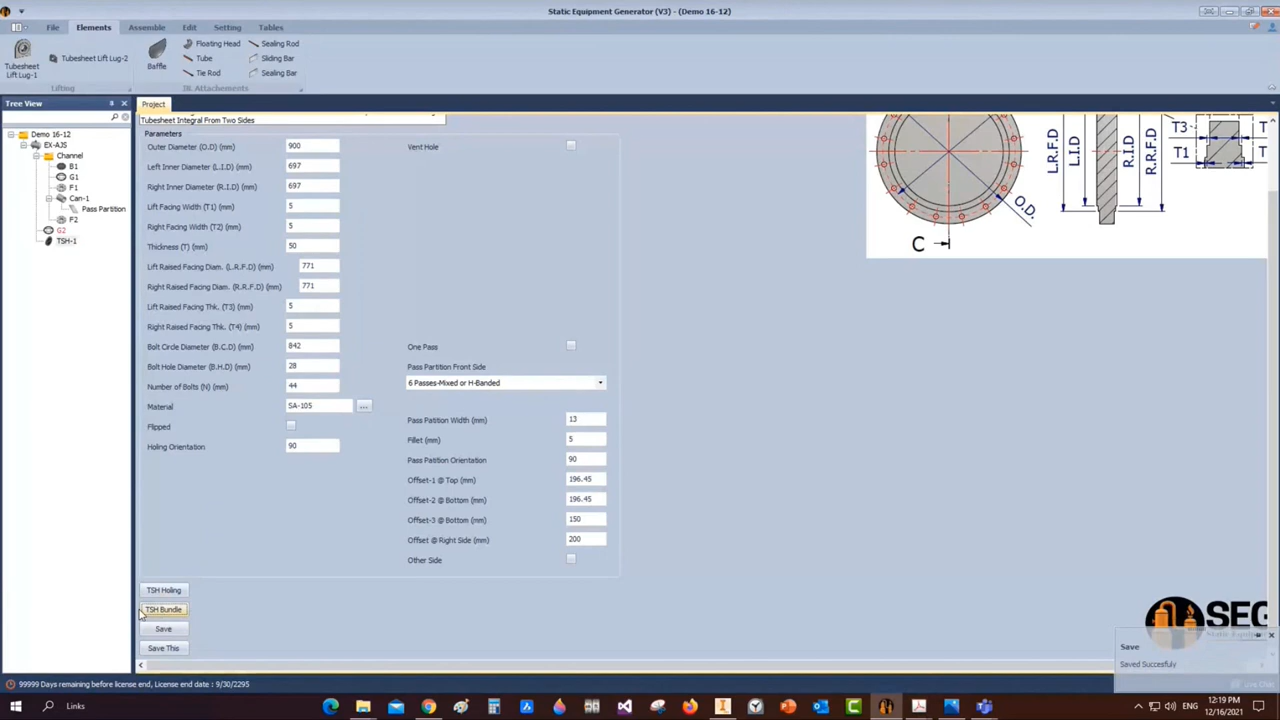 Static Equipment Generator (V3) - (Demo 16-12)
File
Elements
Assemble
Edit
Setting
Tables
Tubesheet Lift Lug-1
Tubesheet Lift Lug-2
Lifting
Baffle
Floating Head
Tube
Tie Rod
Sealing Rod
Sliding Bar
Sealing Bar
IR. Attachements
Tree View
Project
Demo 16-12
EX-AJS
Channel
B1
G1
F1
Can-1
Pass Partition
F2
G2
TSH-1
Tubesheet Integral From Two Sides
Parameters
Outer Diameter (O.D) (mm) 900
Vent Hole
Left Inner Diameter (L.I.D) (mm) 697
Right Inner Diameter (R.I.D) (mm) 697
Lift Facing Width (T1) (mm) 5
Right Facing Width (T2) (mm) 5
Thickness (T) (mm) 50
Lift Raised Facing Diam. (L.R.F.D) (mm) 771
Right Raised Facing Diam. (R.R.F.D) (mm) 771
Lift Raised Facing Thk. (T3) (mm) 5
Right Raised Facing Thk. (T4) (mm) 5
Bolt Circle Diameter (B.C.D) (mm) 842
One Pass
Bolt Hole Diameter (B.H.D) (mm) 28
Pass Partition Front Side
Number of Bolts (N) (mm) 44
6 Passes-Mixed or H-Banded
Material SA-105 ...
Pass Patition Width (mm) 13
Flipped
Fillet (mm) 5
Holing Orientation 90
Pass Patition Orientation 90
Offset-1 @ Top (mm) 196.45
Offset-2 @ Bottom (mm) 196.45
Offset-3 @ Bottom (mm) 150
Offset @ Right Side (mm) 200
Other Side
TSH Holing
TSH Bundle
Save
Save This
O.D.
C
L.R.F.D
L.I.D
R.I.D
R.R.F.D
T3
T
T1
T
SEG
Save
Saved Succesfuly
Live Chat
99999 Days remaining before license end, License end date : 9/30/2295
Links
ENG
12:19 PM
12/16/2021